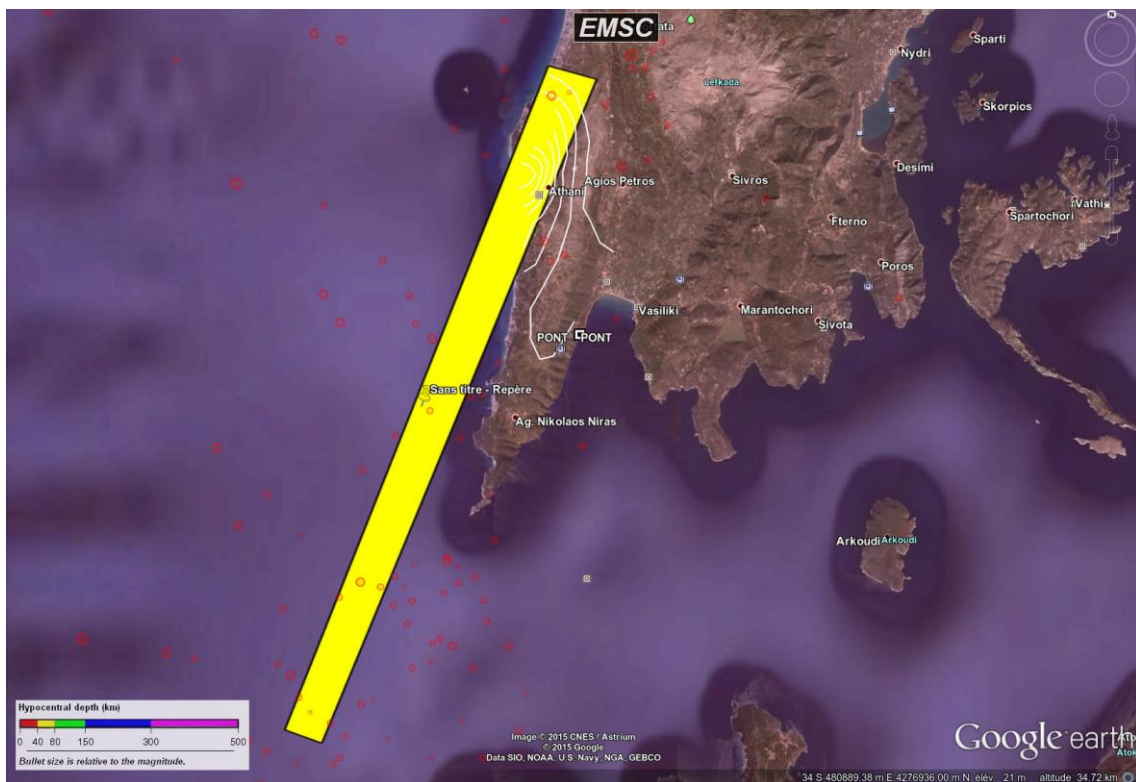 EMSC
ata
Sparti
Nydri
Lefkada
Skorpios
Desimi
Agios Petros
Sivros
Athani
Vathi
Spartochori
Fterno
Poros
Vasiliki
Marantochori
Sivota
PONT
PONT
Sans titre - Repère
Ag. Nikolaos Niras
Arkoudi
Arkoudi
Hypocentral depth (km)
0 40 80 150 300 500
Bullet size is relative to the magnitude.
Image © 2015 CNES / Astrium
© 2015 Google
Data SIO, NOAA, U.S. Navy, NGA, GEBCO
Google earth
Ato
Atok
34 S 480889.38 m E 4276936.00 m N élév. 21 m altitude 34.72 km
N